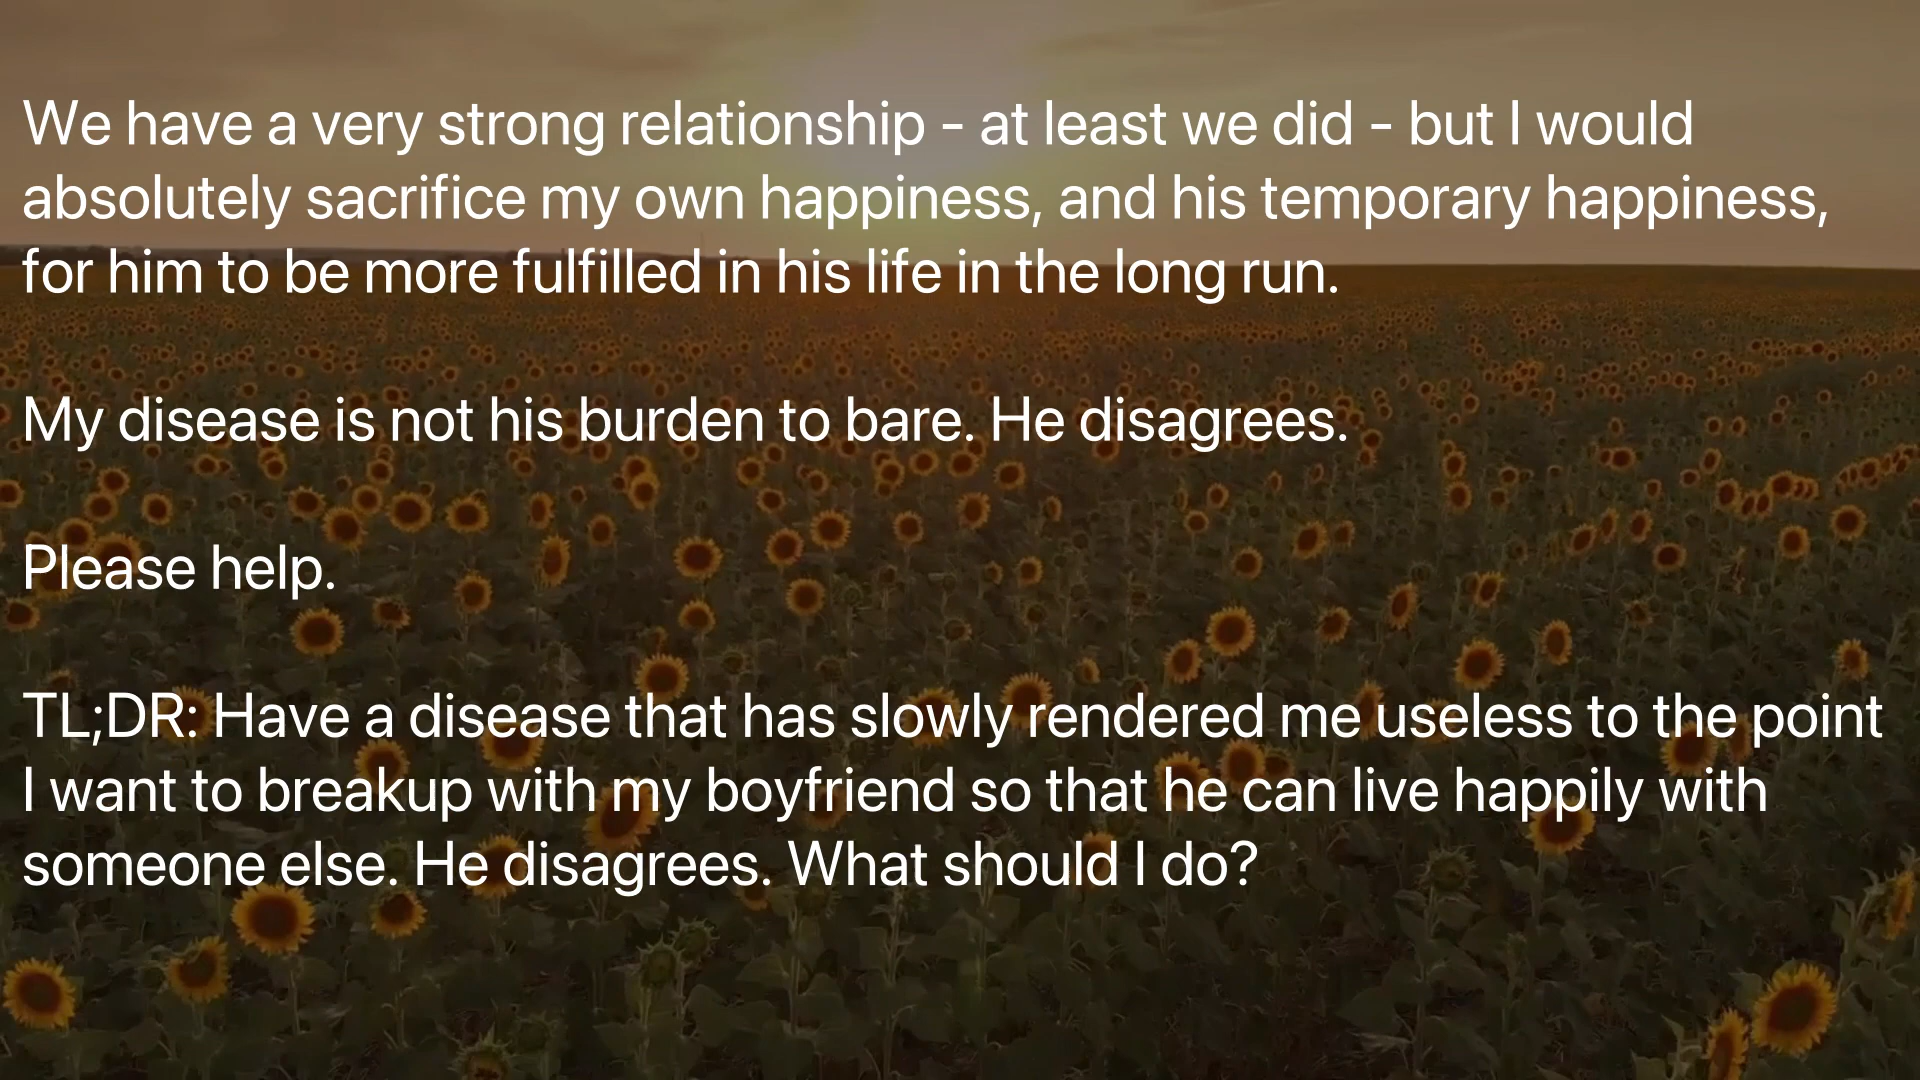 We have a very strong relationship - at least we did - but I would
absolutely sacrifice my own happiness, and his temporary happiness,
for him to be more fulfilled in his life in the long run.
My disease is not his burden to bare. He disagrees.
Please help.
TL;DR: Have a disease that has slowly rendered me useless to the point
I want to breakup with my boyfriend so that he can live happily with
someone else. He disagrees. What should I do?